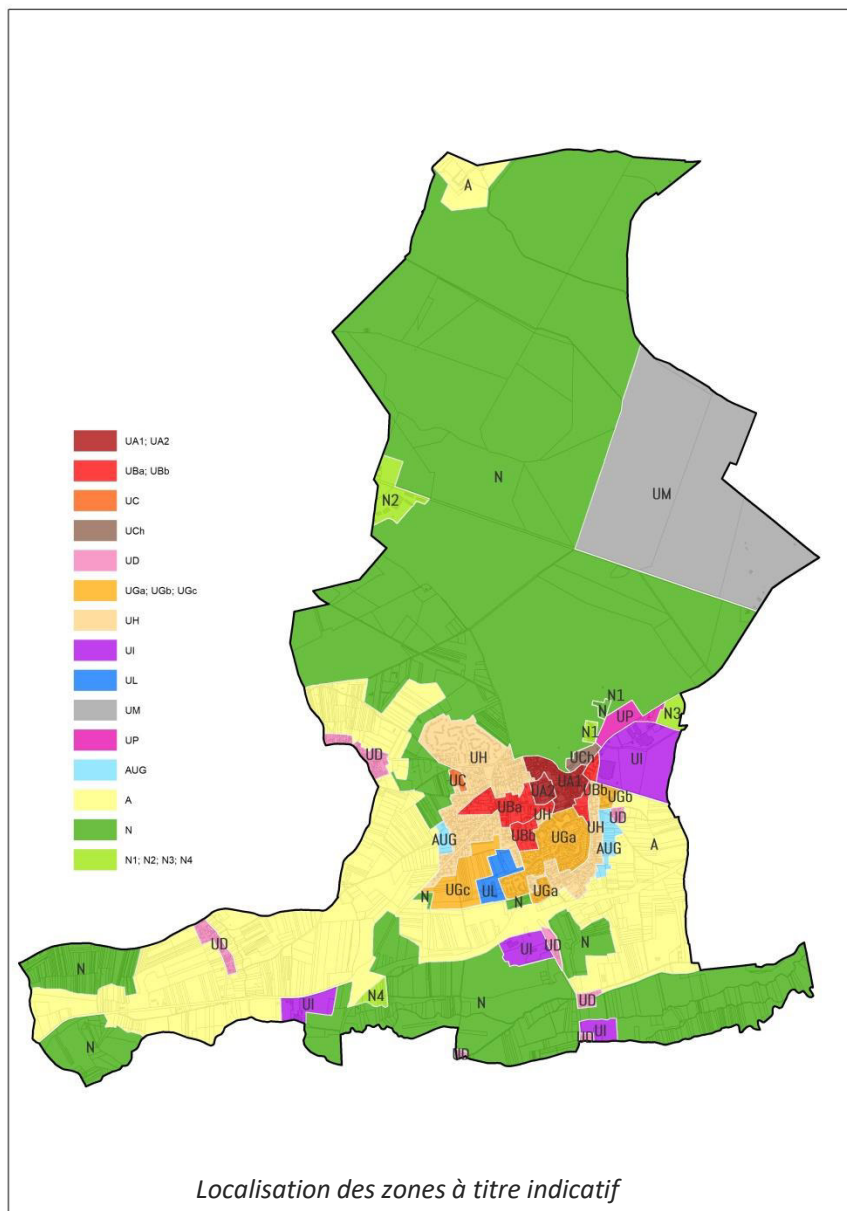 A
UA1; UA2
UBa; UBb
UC
UCh
UD
UGa; UGb; UGc
UH
UI
UL
UM
UP
AUG
A
N
N1; N2; N3; N4
N
UM
N2
N1
N
N3
N1
UP
UCh
UI
UH
UD
UC
UA1
UA2
UBb
UGb
UBa
UH
UD
UBb
UGa
UH
AUG
AUG
A
UGc
UL
UGa
N
N
UD
N
UI
UD
N
UI
N4
N
UD
N
UD
UI
UD
Localisation des zones à titre indicatif